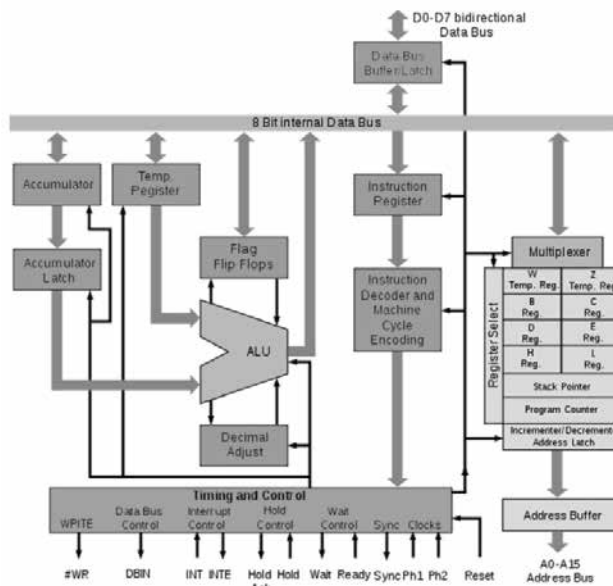 D0-D7 bidirectional
Data Bus
Data Bus
Buffer/Latch
8 Bit internal Data Bus
Accumulator
Temp.
Pegister
Instruction
Register
Accumulator
Latch
Flag
Flip Flops
Multiplexer
Instruction
Decoder and
Machine
Cycle
Encoding
Register Select
W
Temp. Reg.
Z
Temp. Reg.
B
Reg.
C
Reg.
D
Reg.
E
Reg.
H
Reg.
L
Reg.
Stack Pointer
Program Counter
Incrementer/Decremente
Address Latch
ALU
Decimal
Adjust
Timing and Control
WPITE
Data Bus
Control
Interrupt
Control
Hold
Control
Wait
Control
Sync
Clocks
Address Buffer
#WR
DBIN
INT
INTE
Hold
Hold
Wait
Ready
Sync
Ph1
Ph2
Reset
A0-A15
Address Bus